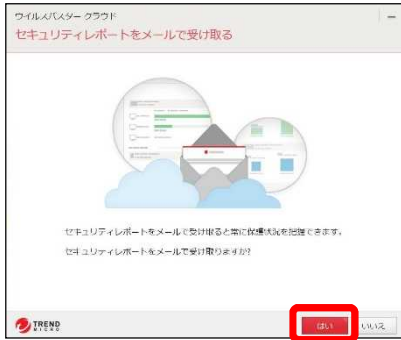 ウイルスバスター クラウド
セキュリティレポートをメールで受け取る
セキュリティレポートをメールで受け取ると常に保護状況を把握できます。
セキュリティレポートをメールで受け取りますか?
TREND
MICRO
はい
いいえ